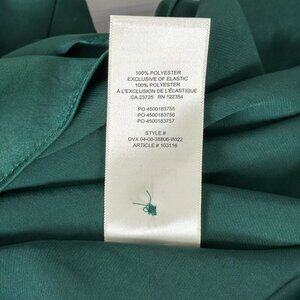 100% POLYESTER
EXCLUSIVE OF ELASTIC
100% POLYESTER
À L'EXCLUSION DE L'ÉLASTIQUE
CA 23725 RN 122354
PO 4500183755
PO 4500183756
PO 4500183757
STYLE #
DVX 04-08-38806-WI22
ARTICLE # 103116